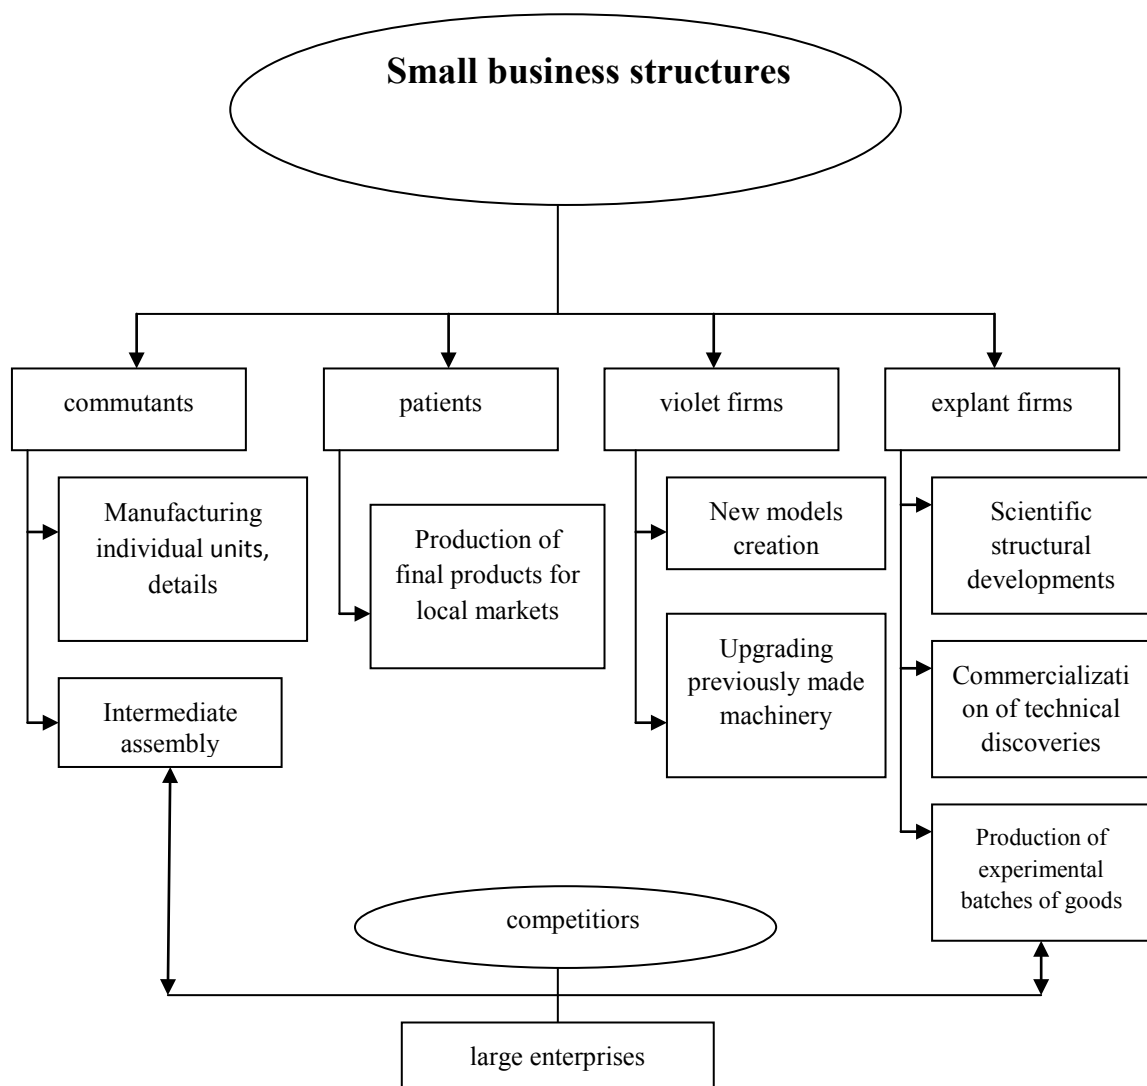 Small business structures
commutants
patients
violet firms
explant firms
Manufacturing
individual units,
details
Intermediate
assembly
Production of
final products for
local markets
New models
creation
Upgrading
previously made
machinery
Scientific
structural
developments
Commercializati
on of technical
discoveries
Production of
experimental
batches of goods
competitiors
large enterprises